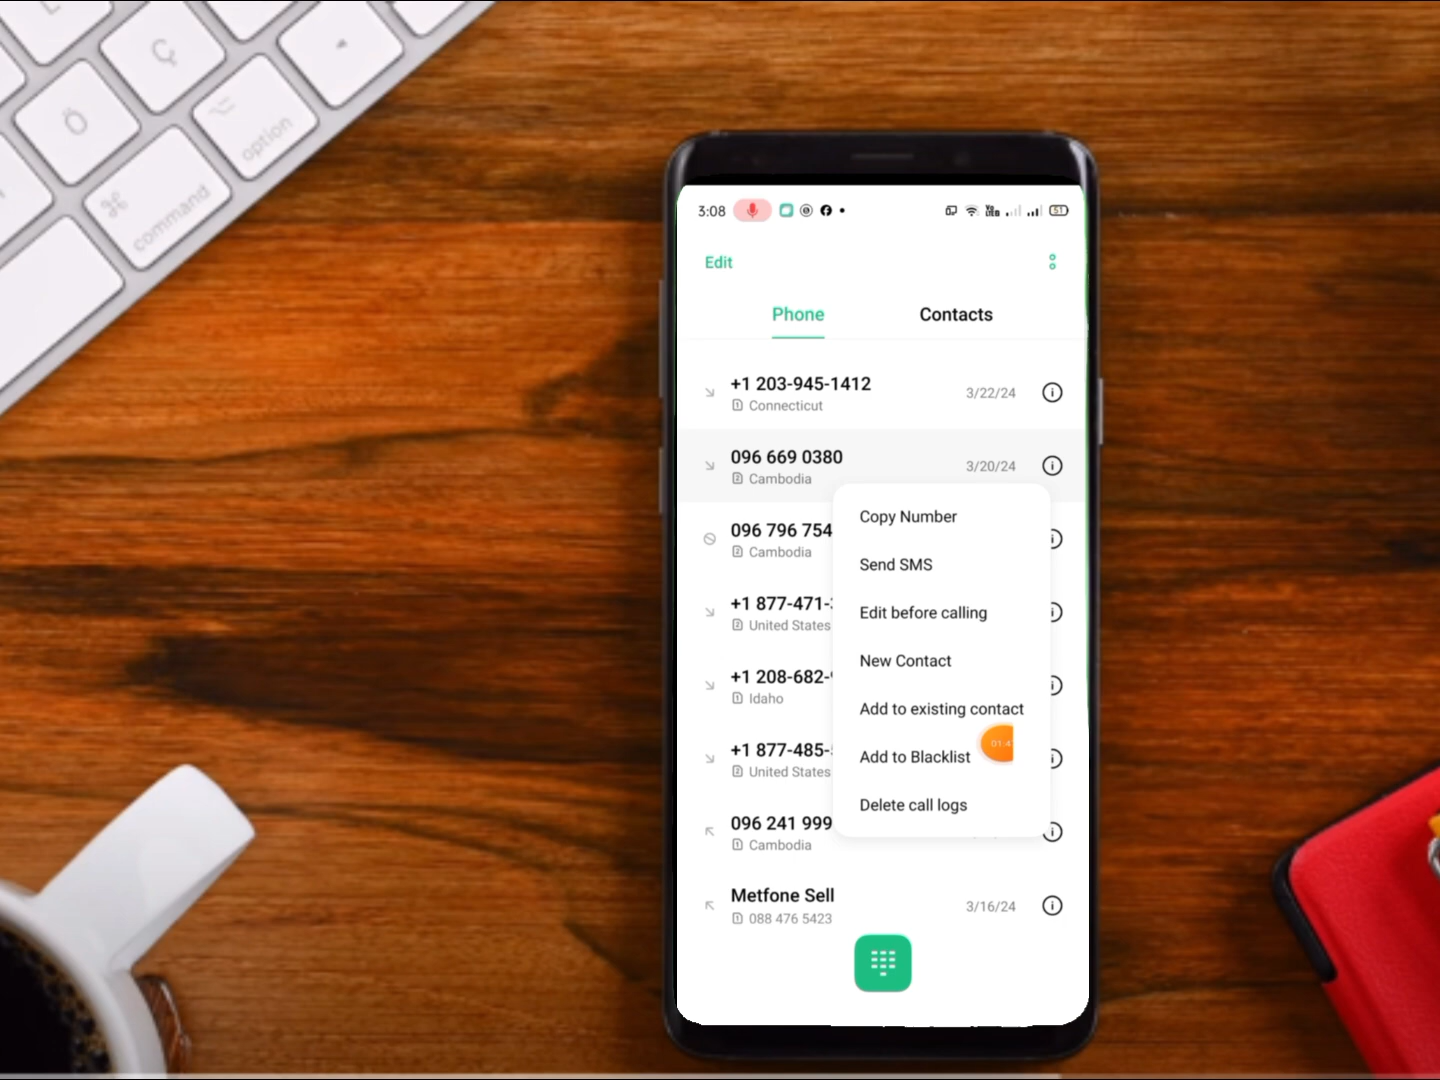 Ç
Ö
option
command
3:08
51
Edit
Phone Contacts
+1 203-945-1412
Connecticut
3/22/24
096 669 0380
Cambodia
3/20/24
096 796 754
Cambodia
+1 877-471-
United States
+1 208-682-
Idaho
+1 877-485-
United States
096 241 999
Cambodia
Metfone Sell
088 476 5423
3/16/24
Copy Number
Send SMS
Edit before calling
New Contact
Add to existing contact
Add to Blacklist
Delete call logs